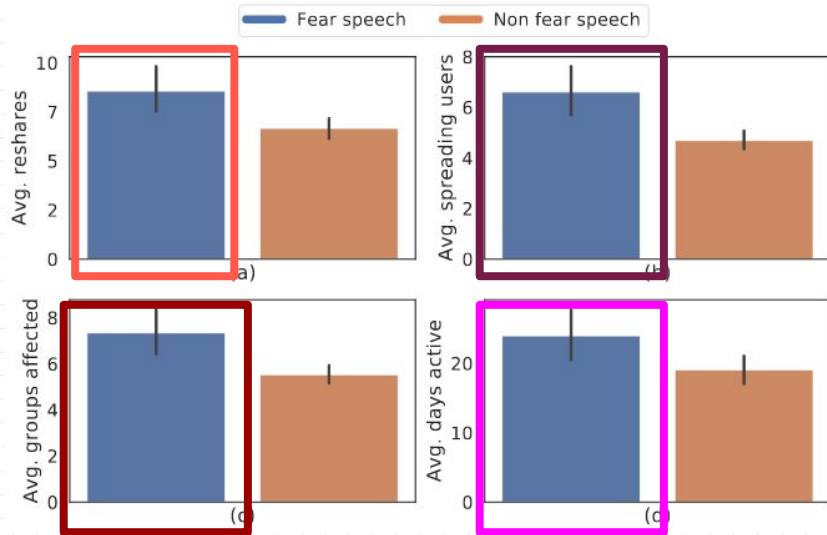 Fear speech Non fear speech
Avg. reshares
10
7
5
2
0
(a)
Avg. spreading users
8
6
4
2
0
(b)
Avg. groups affected
8
6
4
2
0
(c)
Avg. days active
20
10
0
(d)